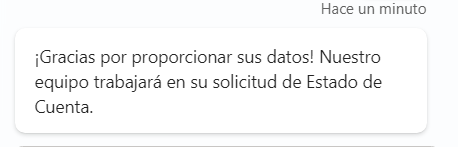 Hace un minuto
¡Gracias por proporcionar sus datos! Nuestro
equipo trabajará en su solicitud de Estado de
Cuenta.